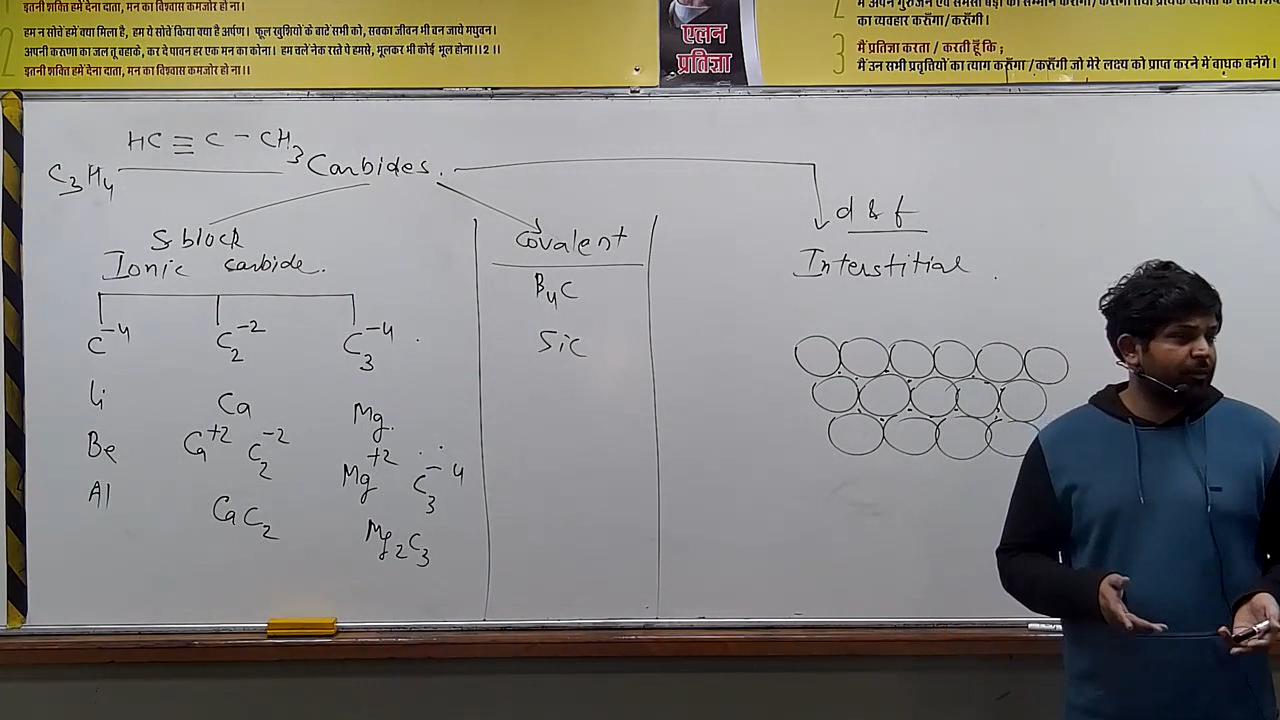 इतनी शक्ति हमें देना दाता, मन का विश्वास कमजोर हो ना।
2 हम न सोचें हमें क्या मिला है, हम ये सोचें किया क्या है अर्पण। फूल खुशियों के बाटें सभी को, सबका जीवन भी बन जाये मधुबन।
अपनी करुणा का जल तू बहाके, कर दे पावन हर एक मन का कोना। हम चलें नेक रस्ते पे हमसे, भूलकर भी कोई भूल होना।।2।।
इतनी शक्ति हमें देना दाता, मन का विश्वास कमजोर हो ना।।
एलन
प्रतिज्ञा
2
का व्यवहार करूँगा/करूँगी।
3 मैं प्रतिज्ञा करता / करती हूँ कि ;
मैं उन सभी प्रवृत्तियों का त्याग करूँगा /करूँगी जो मेरे लक्ष्य को प्राप्त करने में बाधक बनेंगे।
HC ≡ C - CH3
C3H4
Carbides.
S block
Ionic carbide.
C^-4 C2^-2 C3^-4
Li Ca Mg.
Be Ca^+2 C2^-2 Mg^+2 C3^-4
Al CaC2 Mg2C3
Covalent
B4C
SiC
d & f
Interstitial.